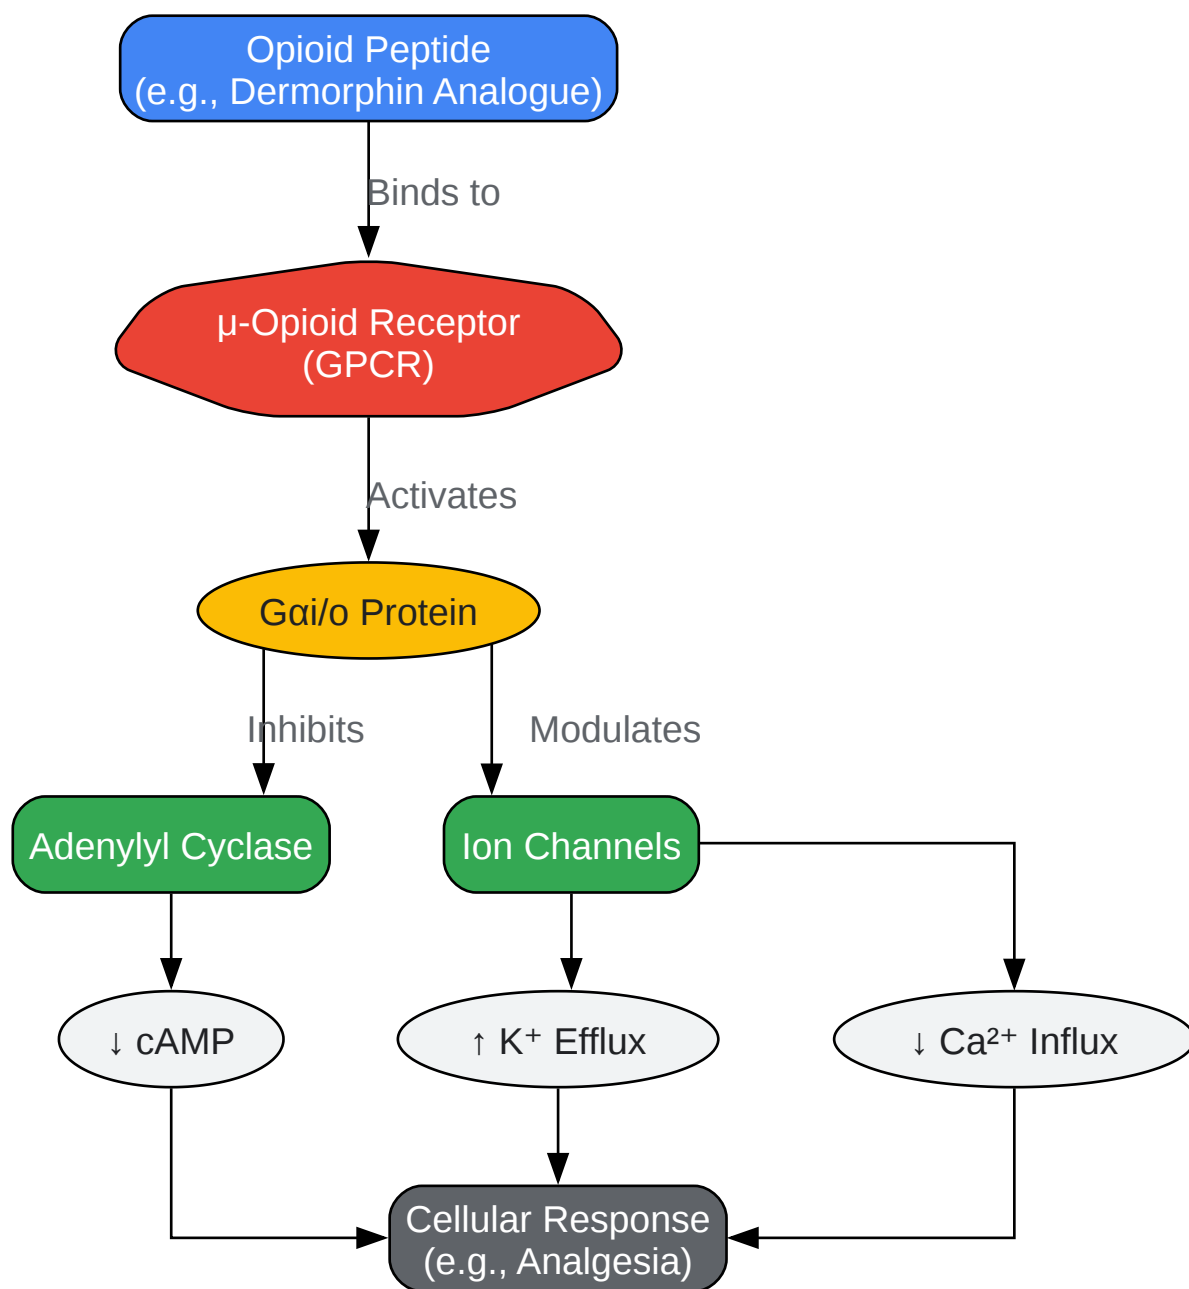 Opioid Peptide
(e.g., Dermorphin Analogue)
Binds to
μ-Opioid Receptor
(GPCR)
Activates
Gαi/o Protein
Inhibits
Modulates
Adenylyl Cyclase
Ion Channels
↓ cAMP
↑ K⁺ Efflux
↓ Ca²⁺ Influx
Cellular Response
(e.g., Analgesia)